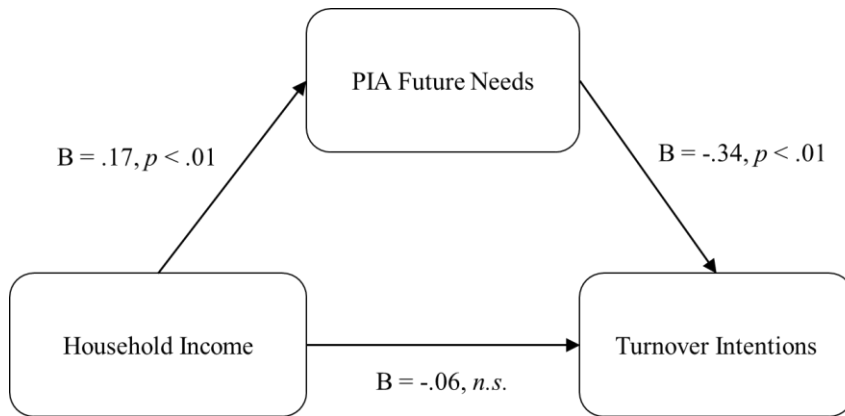 PIA Future Needs
B = .17, p < .01
B = -.34, p < .01
Household Income
Turnover Intentions
B = -.06, n.s.